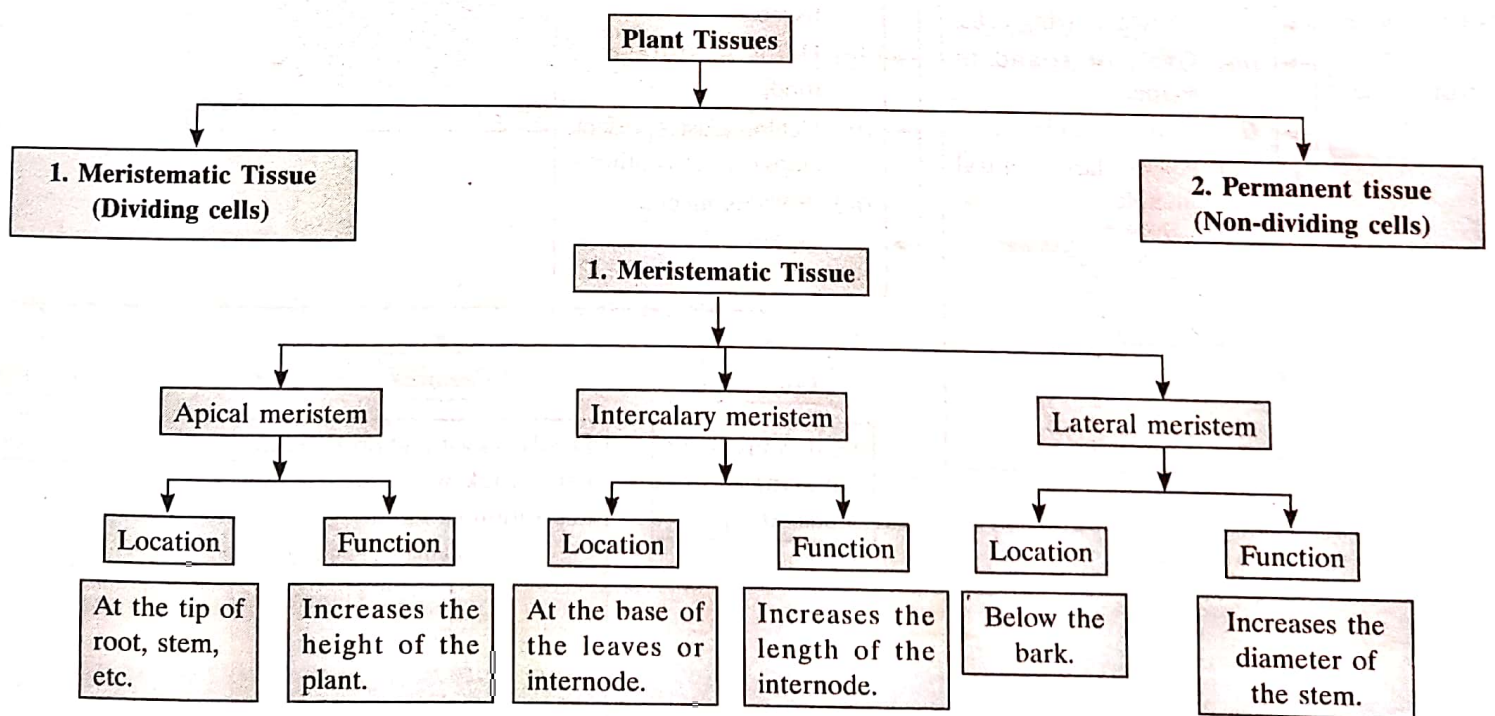 Plant Tissues
1. Meristematic Tissue
(Dividing cells)
2. Permanent tissue
(Non-dividing cells)
1. Meristematic Tissue
Apical meristem
Intercalary meristem
Lateral meristem
Location
Function
Location
Function
Location
Function
At the tip of
root, stem,
etc.
Increases the
height of the
plant.
At the base of
the leaves or
internode.
Increases the
length of the
internode.
Below the
bark.
Increases the
diameter of
the stem.